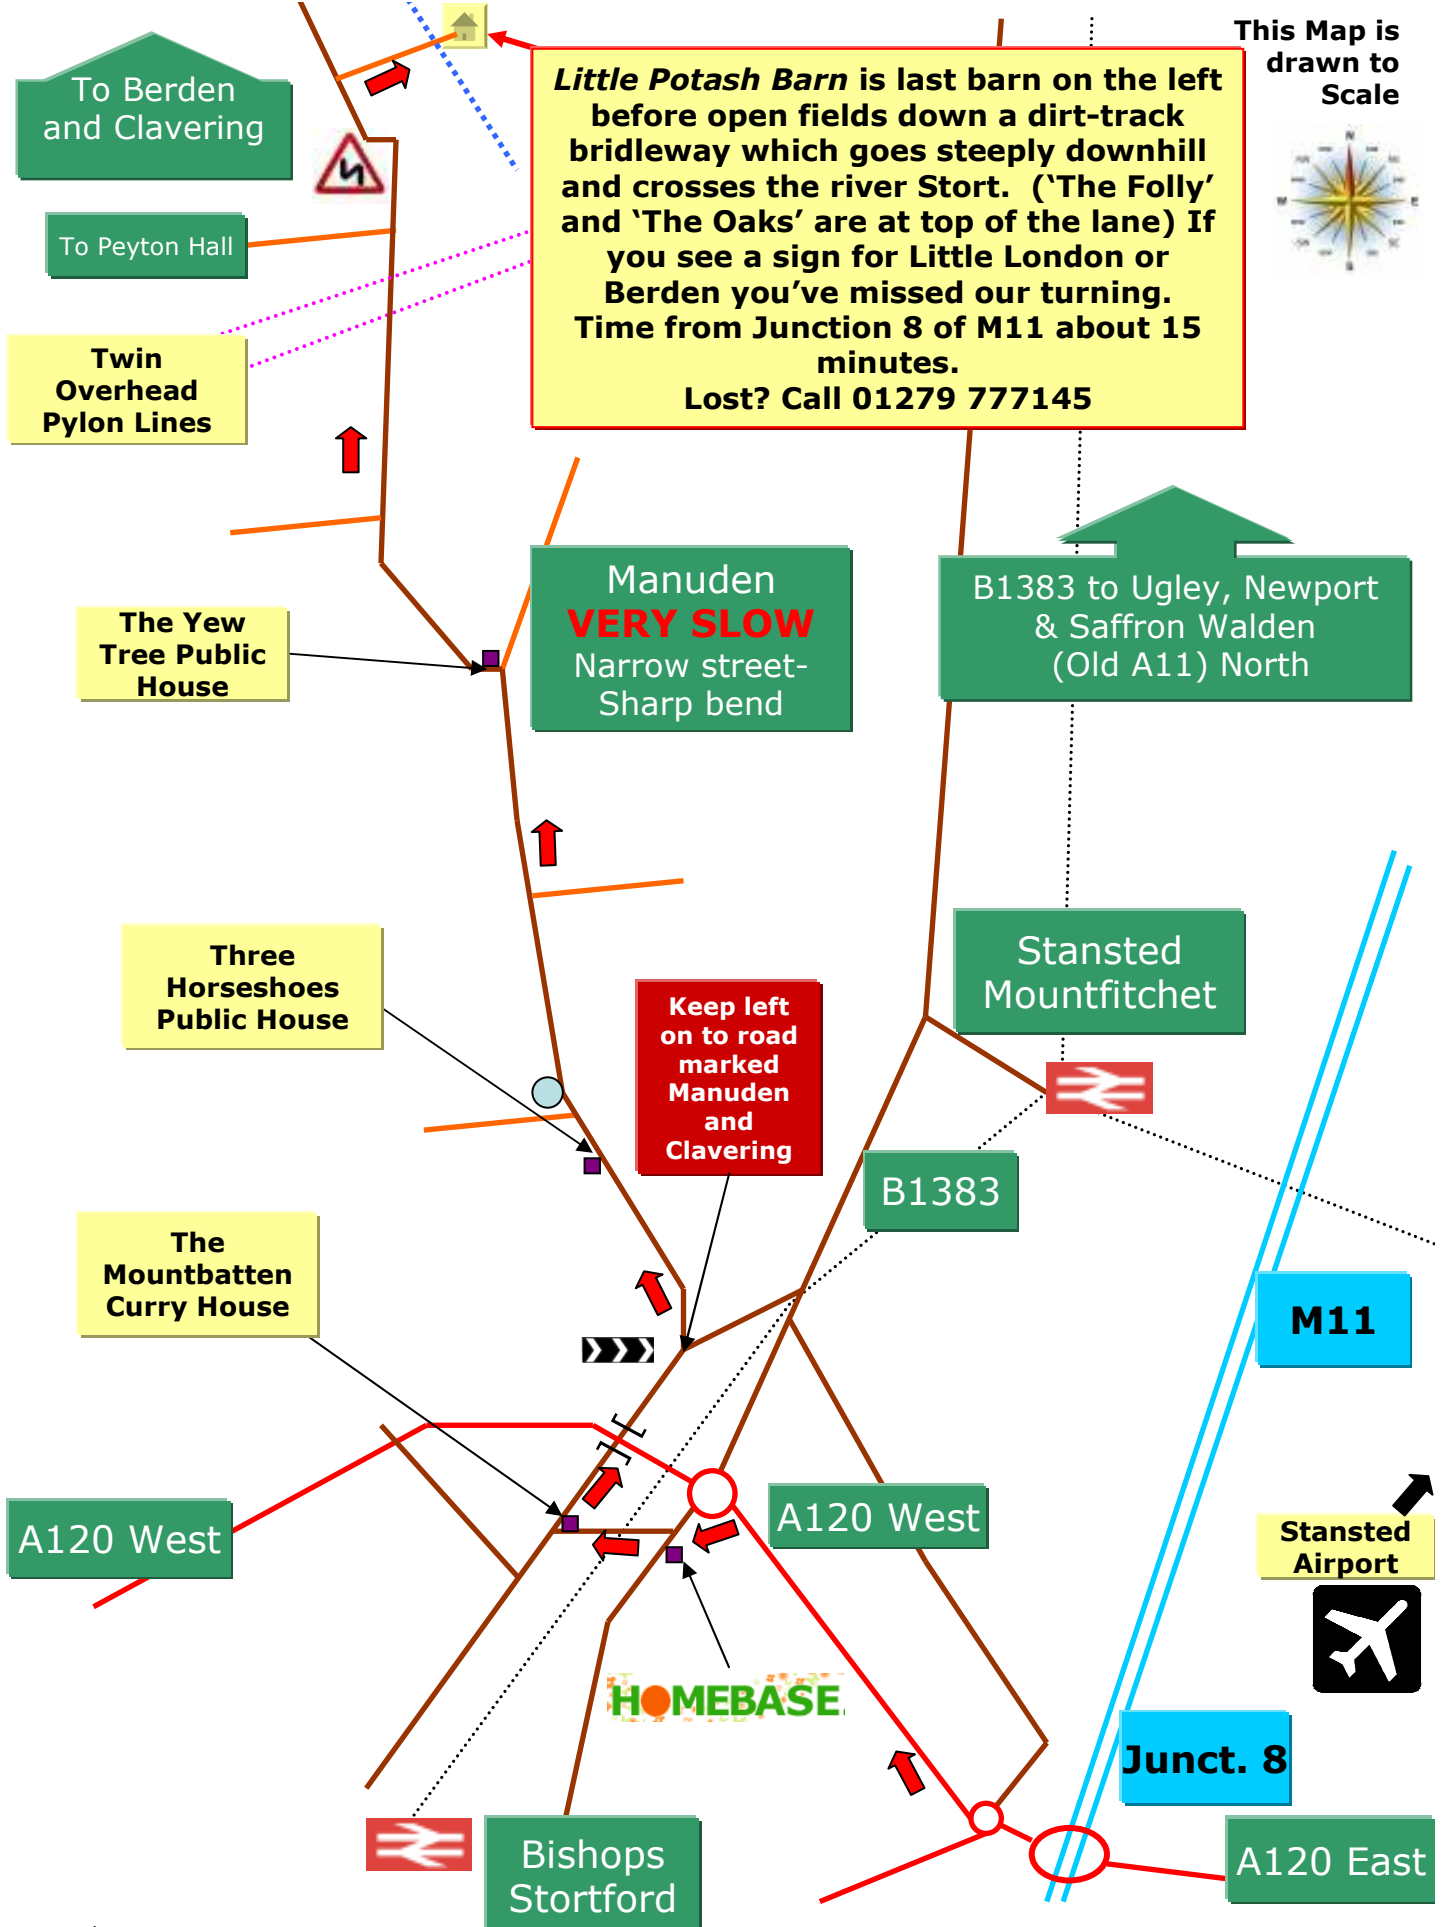 This Map is
drawn to
Scale
To Berden
and Clavering
Little Potash Barn is last barn on the left
before open fields down a dirt-track
bridleway which goes steeply downhill
and crosses the river Stort.  (‘The Folly’
and ‘The Oaks’ are at top of the lane) If
you see a sign for Little London or
Berden you’ve missed our turning.
Time from Junction 8 of M11 about 15
minutes.
Lost? Call 01279 777145
N
W
E
S
To Peyton Hall
Twin
Overhead
Pylon Lines
Manuden
VERY SLOW
Narrow street-
Sharp bend
B1383 to Ugley, Newport
& Saffron Walden
(Old A11) North
The Yew
Tree Public
House
Three
Horseshoes
Public House
Keep left
on to road
marked
Manuden
and
Clavering
Stansted
Mountfitchet
B1383
The
Mountbatten
Curry House
M11
A120 West
A120 West
Stansted
Airport
HOMEBASE
Junct. 8
Bishops
Stortford
A120 East